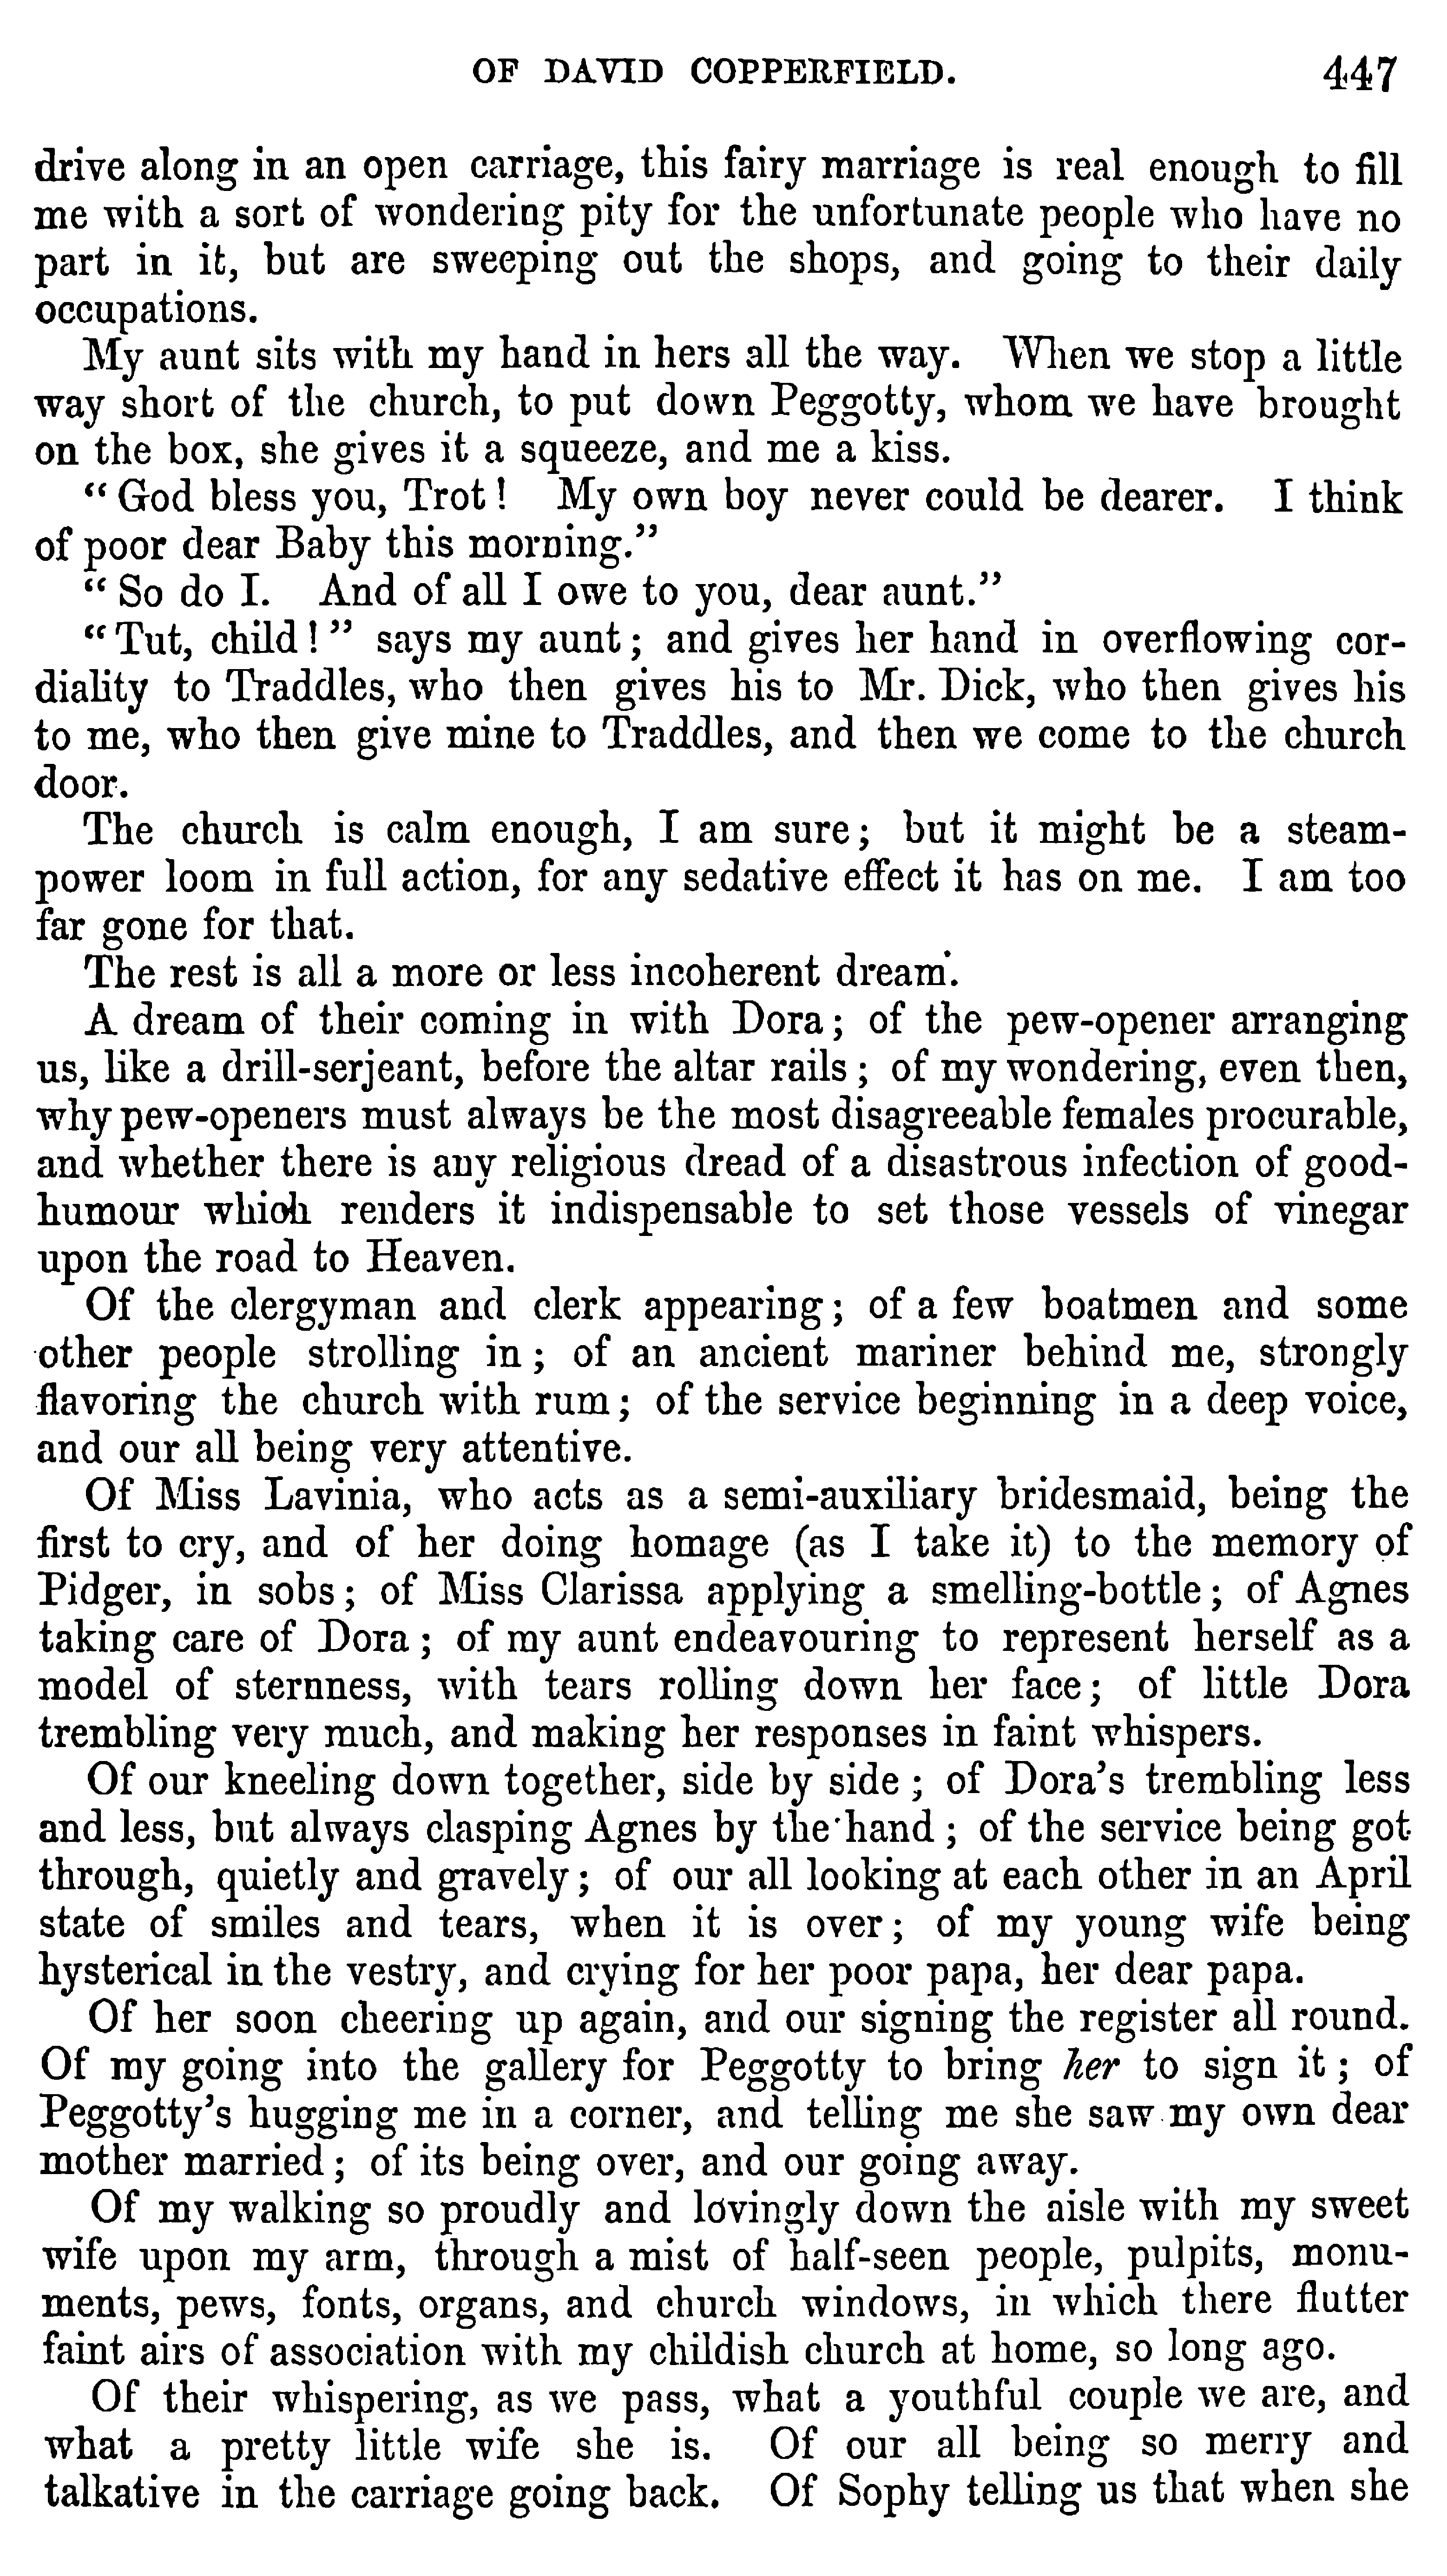 OF DAVID COPPERFIELD. 447
drive along in an open carriage, this fairy marriage is real enough to fill
me with a sort of wondering pity for the unfortunate people who have no
part in it, but are sweeping out the shops, and going to their daily
occupations.
My aunt sits with my hand in hers all the way. When we stop a little
way short of the church, to put down Peggotty, whom we have brought
on the box, she gives it a squeeze, and me a kiss.
“God bless you, Trot! My own boy never could be dearer. I think
of poor dear Baby this morning.”
“So do I. And of all I owe to you, dear aunt.”
“Tut, child!” says my aunt; and gives her hand in overflowing cor-
diality to Traddles, who then gives his to Mr. Dick, who then gives his
to me, who then give mine to Traddles, and then we come to the church
door.
The church is calm enough, I am sure; but it might be a steam-
power loom in full action, for any sedative effect it has on me. I am too
far gone for that.
The rest is all a more or less incoherent dream.
A dream of their coming in with Dora; of the pew-opener arranging
us, like a drill-serjeant, before the altar rails; of my wondering, even then,
why pew-openers must always be the most disagreeable females procurable,
and whether there is any religious dread of a disastrous infection of good-
humour which renders it indispensable to set those vessels of vinegar
upon the road to Heaven.
Of the clergyman and clerk appearing; of a few boatmen and some
other people strolling in; of an ancient mariner behind me, strongly
flavoring the church with rum; of the service beginning in a deep voice,
and our all being very attentive.
Of Miss Lavinia, who acts as a semi-auxiliary bridesmaid, being the
first to cry, and of her doing homage (as I take it) to the memory of
Pidger, in sobs; of Miss Clarissa applying a smelling-bottle; of Agnes
taking care of Dora; of my aunt endeavouring to represent herself as a
model of sternness, with tears rolling down her face; of little Dora
trembling very much, and making her responses in faint whispers.
Of our kneeling down together, side by side; of Dora’s trembling less
and less, but always clasping Agnes by the hand; of the service being got
through, quietly and gravely; of our all looking at each other in an April
state of smiles and tears, when it is over; of my young wife being
hysterical in the vestry, and crying for her poor papa, her dear papa.
Of her soon cheering up again, and our signing the register all round.
Of my going into the gallery for Peggotty to bring her to sign it; of
Peggotty’s hugging me in a corner, and telling me she saw my own dear
mother married; of its being over, and our going away.
Of my walking so proudly and lovingly down the aisle with my sweet
wife upon my arm, through a mist of half-seen people, pulpits, monu-
ments, pews, fonts, organs, and church windows, in which there flutter
faint airs of association with my childish church at home, so long ago.
Of their whispering, as we pass, what a youthful couple we are, and
what a pretty little wife she is. Of our all being so merry and
talkative in the carriage going back. Of Sophy telling us that when she